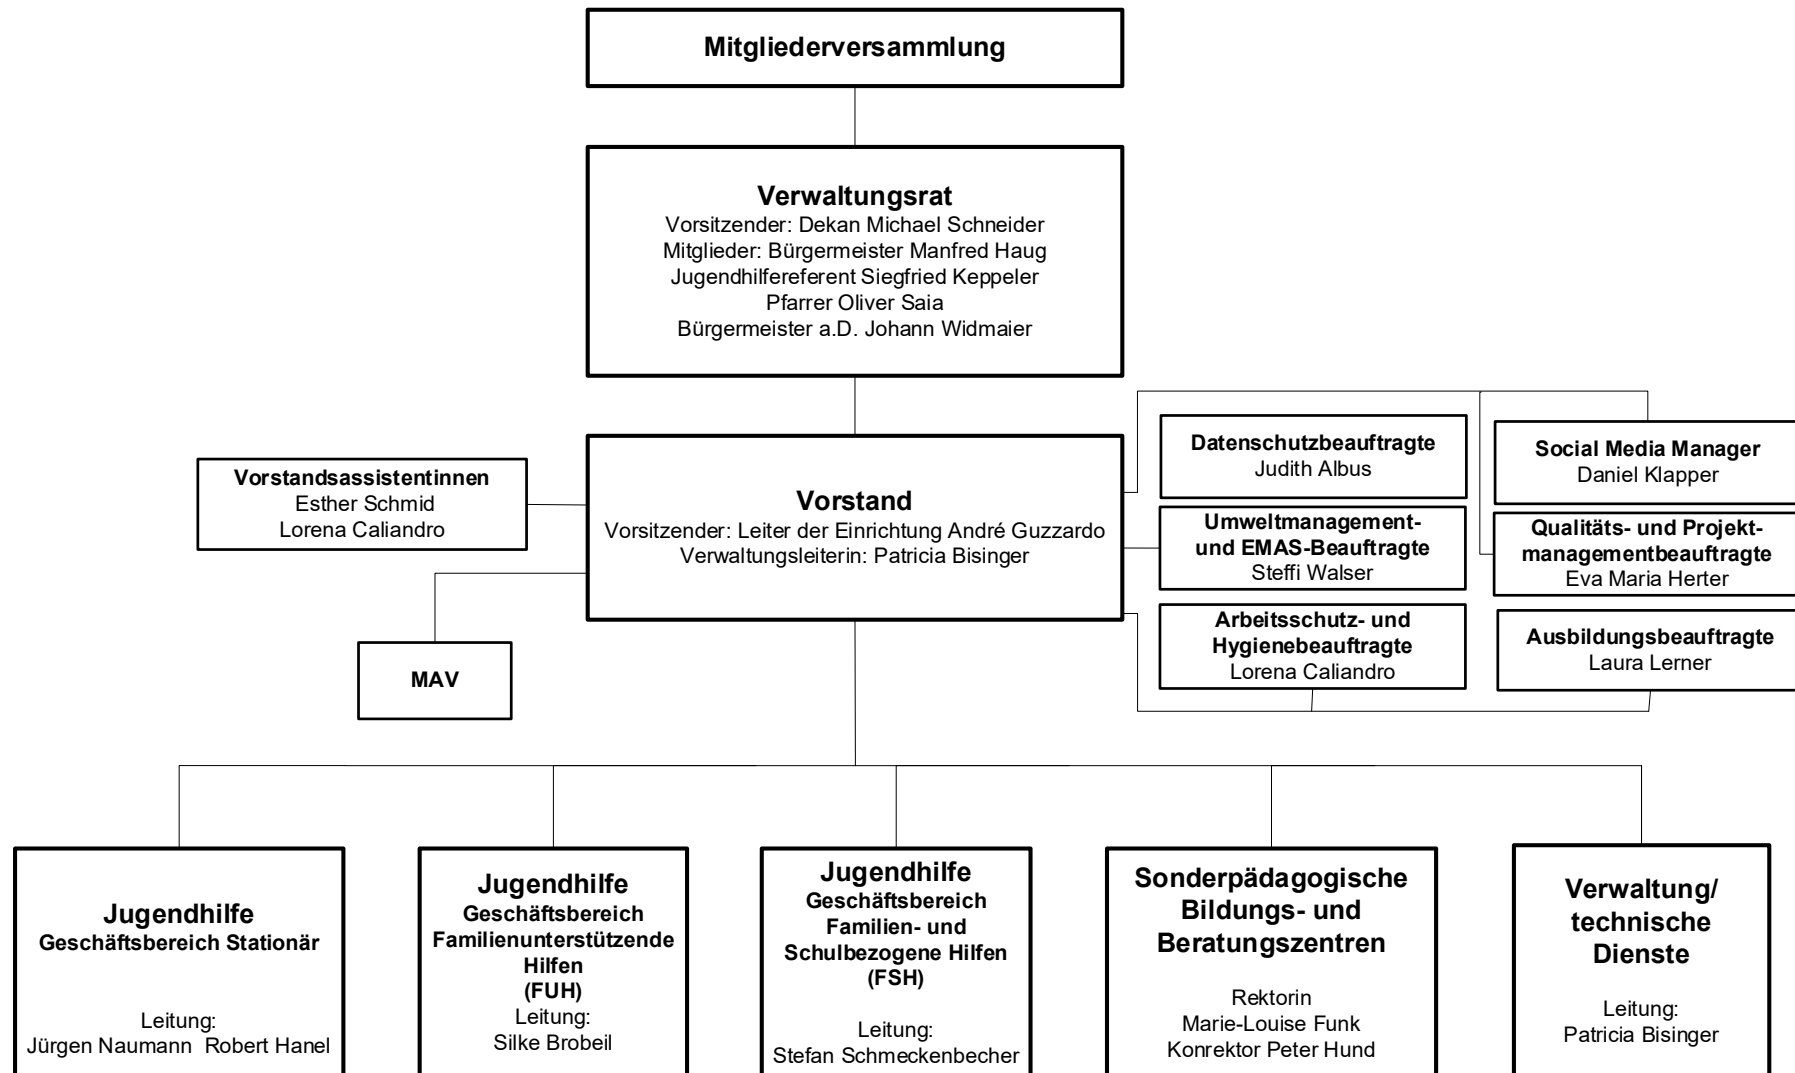 Mitgliederversammlung
Verwaltungsrat
Vorsitzender: Dekan Michael Schneider
Mitglieder: Bürgermeister Manfred Haug
Jugendhilfereferent Siegfried Keppeler
Pfarrer Oliver Saia
Bürgermeister a.D. Johann Widmaier
Vorstandsassistentinnen
Esther Schmid
Lorena Caliandro
Vorstand
Vorsitzender: Leiter der Einrichtung André Guzzardo
Verwaltungsleiterin: Patricia Bisinger
Datenschutzbeauftragte
Judith Albus
Social Media Manager
Daniel Klapper
Umweltmanagement-
und EMAS-Beauftragte
Steffi Walser
Qualitäts- und Projekt-
managementbeauftragte
Eva Maria Herter
Arbeitsschutz- und
Hygienebeauftragte
Lorena Caliandro
Ausbildungsbeauftragte
Laura Lerner
MAV
Jugendhilfe
Geschäftsbereich Stationär
Leitung:
Jürgen Naumann Robert Hanel
Jugendhilfe
Geschäftsbereich
Familienunterstützende
Hilfen
(FUH)
Leitung:
Silke Brobeil
Jugendhilfe
Geschäftsbereich
Familien- und
Schulbezogene Hilfen
(FSH)
Leitung:
Stefan Schmeckenbecher
Sonderpädagogische
Bildungs- und
Beratungszentren
Rektorin
Marie-Louise Funk
Konrektor Peter Hund
Verwaltung/
technische
Dienste
Leitung:
Patricia Bisinger